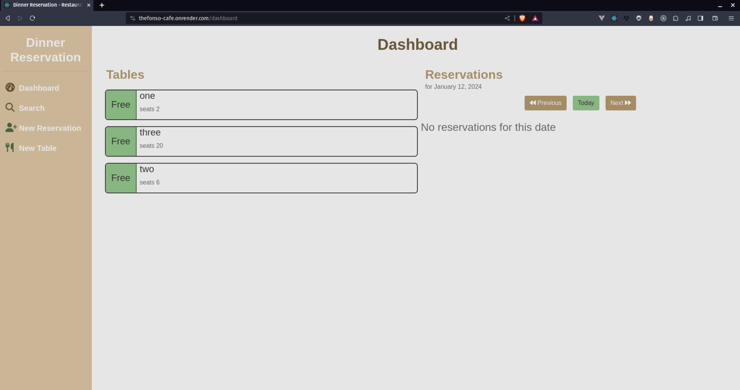 Dinner Reservation - Restaur
thefonso-cafe.onrender.com/dashboard
Dinner
Reservation
Dashboard
Search
New Reservation
New Table
Dashboard
Tables
Free
one
seats 2
Free
three
seats 20
Free
two
seats 6
Reservations
for January 12, 2024
Previous
Today
Next
No reservations for this date